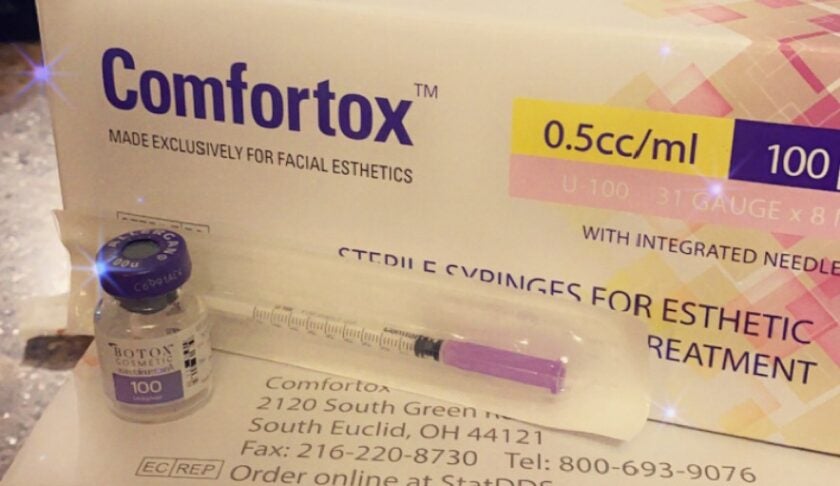 Comfortox™
MADE EXCLUSIVELY FOR FACIAL ESTHETICS
0.5cc/ml
100
U-100 31 GAUGE x 8
WITH INTEGRATED NEEDLE
STERILE SYRINGES FOR ESTHETIC
REATMENT
ALLERGAN
C6991AC
BOTOX
COSMETIC
100
Comfortox
2120 South Green
South Euclid, OH 44121
Fax: 216-220-8730 Tel: 800-693-9076
EC REP Order online at StatDDS